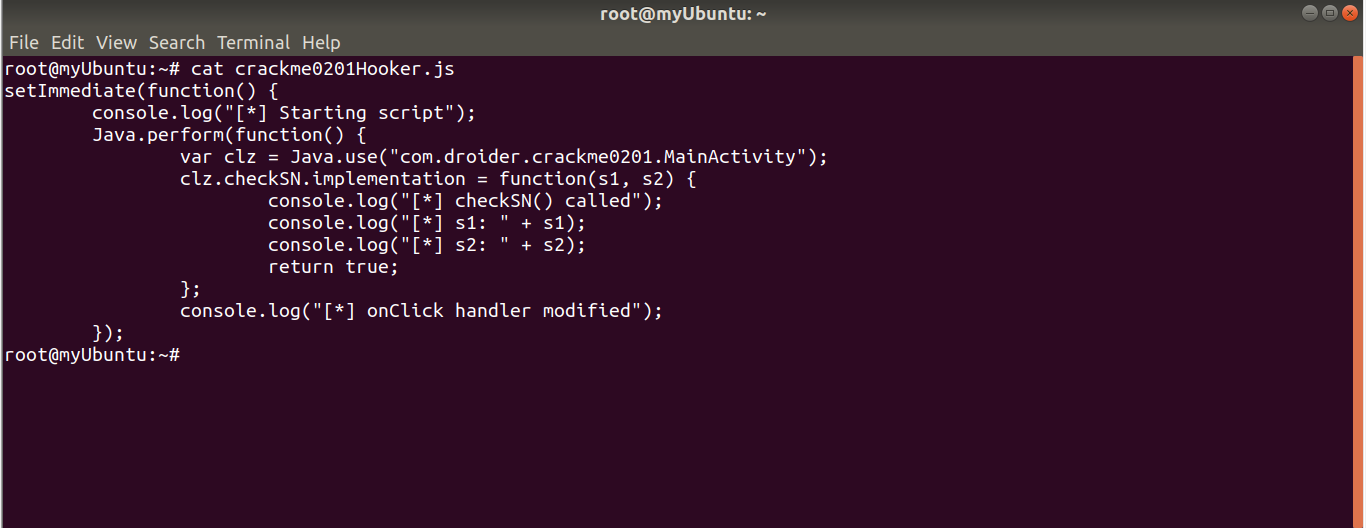 root@myUbuntu: ~
File Edit View Search Terminal Help
root@myUbuntu:~# cat crackme0201Hooker.js
setImmediate(function() {
        console.log("[*] Starting script");
        Java.perform(function() {
                var clz = Java.use("com.droider.crackme0201.MainActivity");
                clz.checkSN.implementation = function(s1, s2) {
                        console.log("[*] checkSN() called");
                        console.log("[*] s1: " + s1);
                        console.log("[*] s2: " + s2);
                        return true;
                };
                console.log("[*] onClick handler modified");
        });
root@myUbuntu:~#